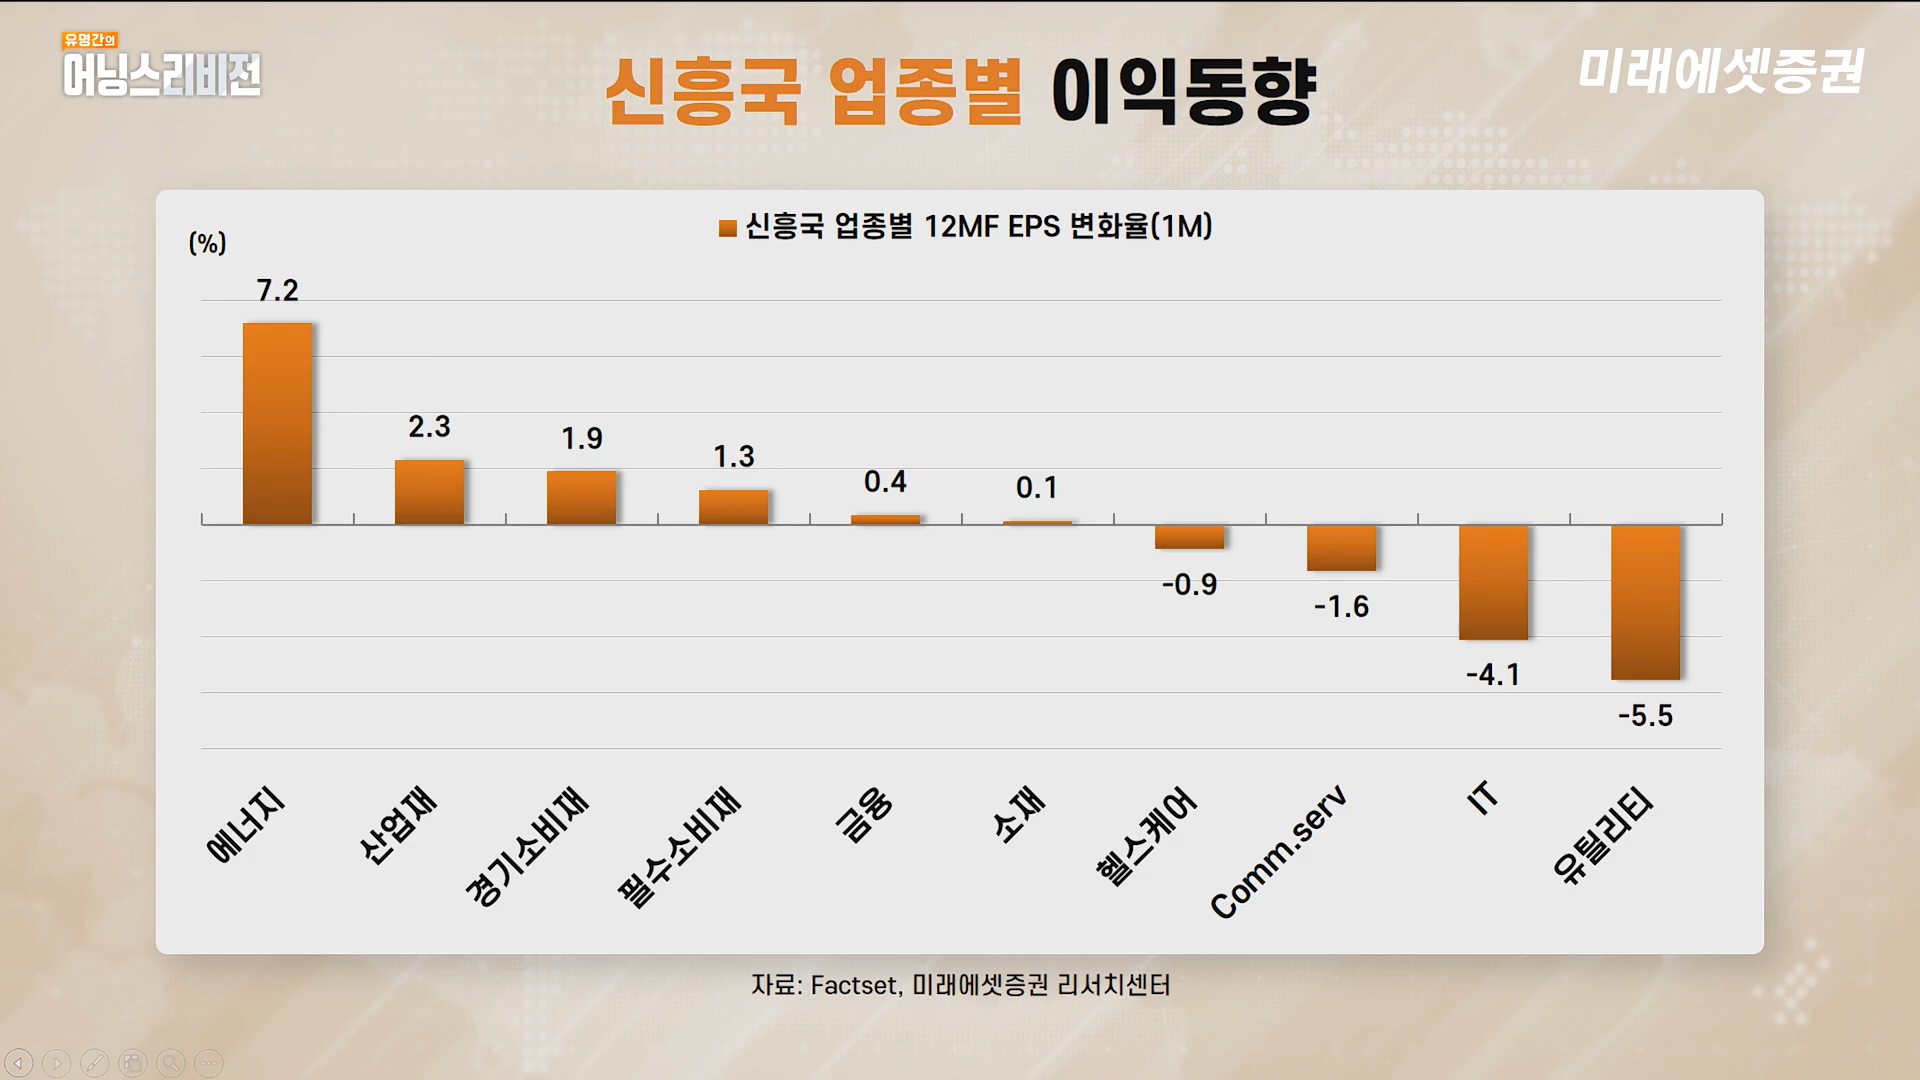 유명간의
어닝스리비전
신흥국 업종별 이익동향
미래에셋증권
(%)
신흥국 업종별 12MF EPS 변화율(1M)
7.2
2.3
1.9
1.3
0.4
0.1
-0.9
-1.6
-4.1
-5.5
에너지
산업재
경기소비재
필수소비재
금융
소재
헬스케어
Comm.serv
IT
유틸리티
자료: Factset, 미래에셋증권 리서치센터